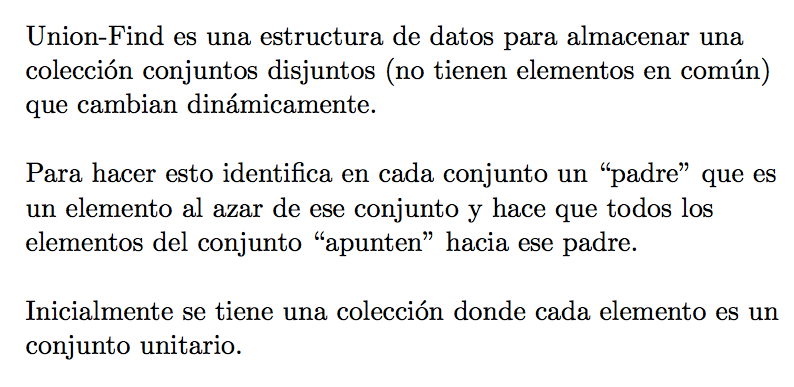 Union-Find es una estructura de datos para almacenar una
colección conjuntos disjuntos (no tienen elementos en común)
que cambian dinámicamente.
Para hacer esto identifica en cada conjunto un “padre” que es
un elemento al azar de ese conjunto y hace que todos los
elementos del conjunto “apunten” hacia ese padre.
Inicialmente se tiene una colección donde cada elemento es un
conjunto unitario.